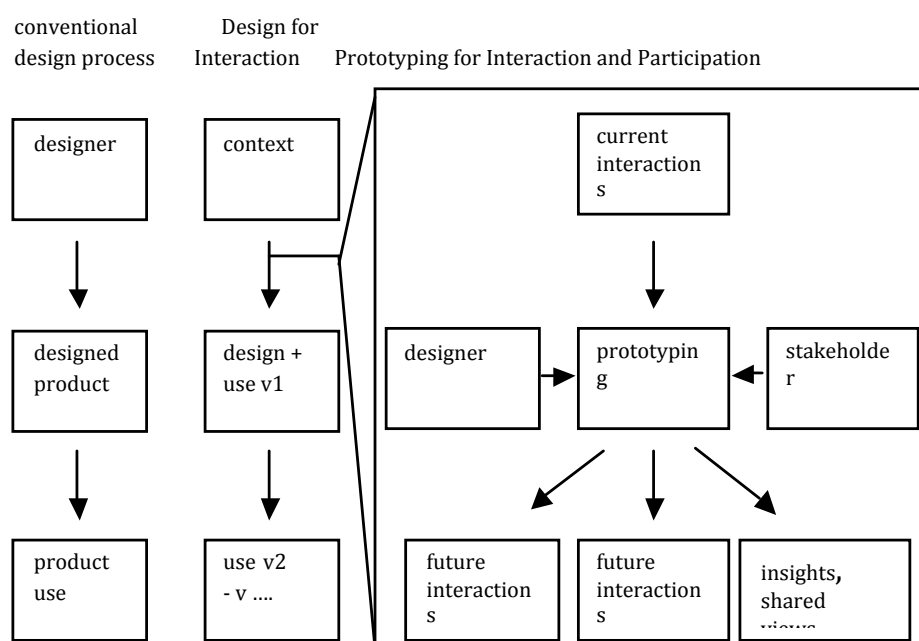 conventional
design process
Design for
Interaction
Prototyping for Interaction and Participation
designer
context
current
interaction
s
designed
product
design +
use v1
designer
prototypin
g
stakeholde
r
product
use
use v2
- v ....
future
interaction
s
future
interaction
s
insights,
shared
views